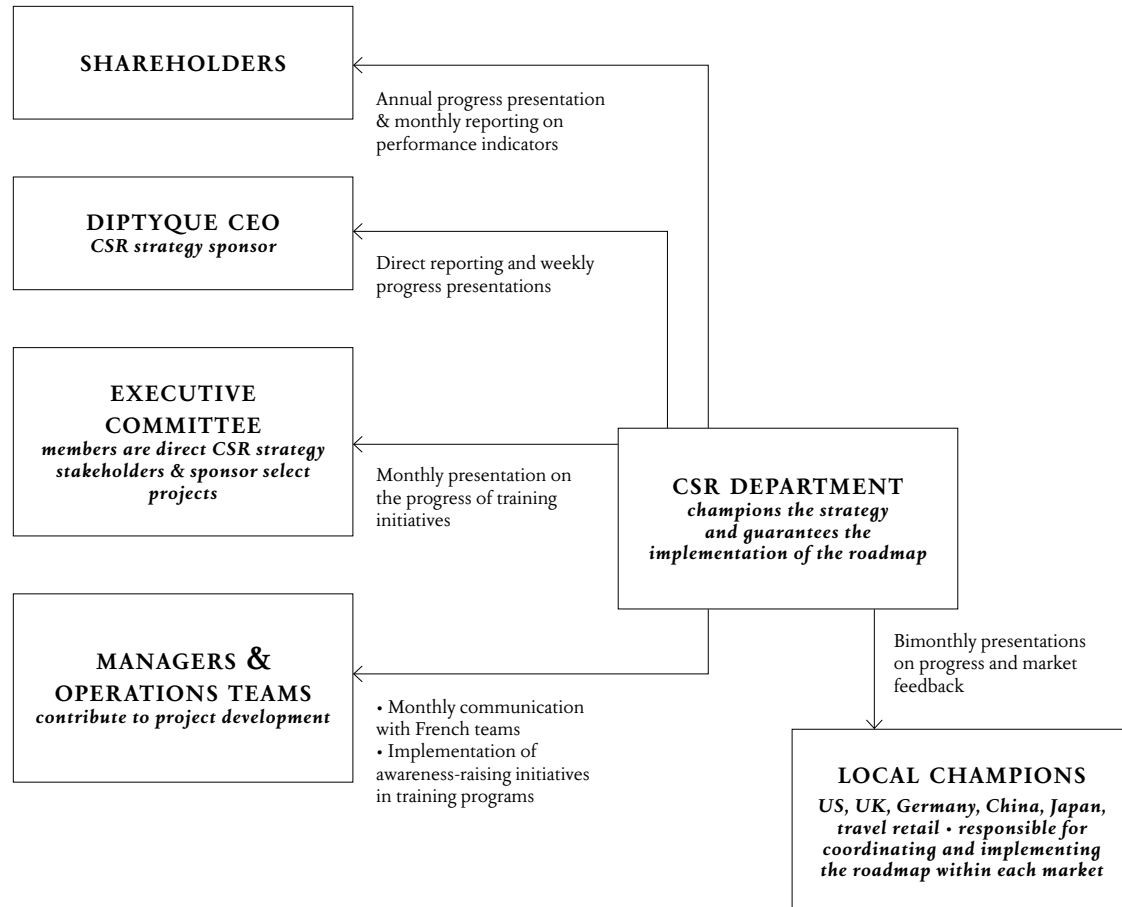 SHAREHOLDERS
Annual progress presentation
& monthly reporting on
performance indicators
DIPTYQUE CEO
CSR strategy sponsor
Direct reporting and weekly
progress presentations
EXECUTIVE
COMMITTEE
members are direct CSR strategy
stakeholders & sponsor select
projects
Monthly presentation on
the progress of training
initiatives
CSR DEPARTMENT
champions the strategy
and guarantees the
implementation of the roadmap
MANAGERS &
OPERATIONS TEAMS
contribute to project development
• Monthly communication
with French teams
• Implementation of
awareness-raising initiatives
in training programs
Bimonthly presentations
on progress and market
feedback
LOCAL CHAMPIONS
US, UK, Germany, China, Japan,
travel retail • responsible for
coordinating and implementing
the roadmap within each market